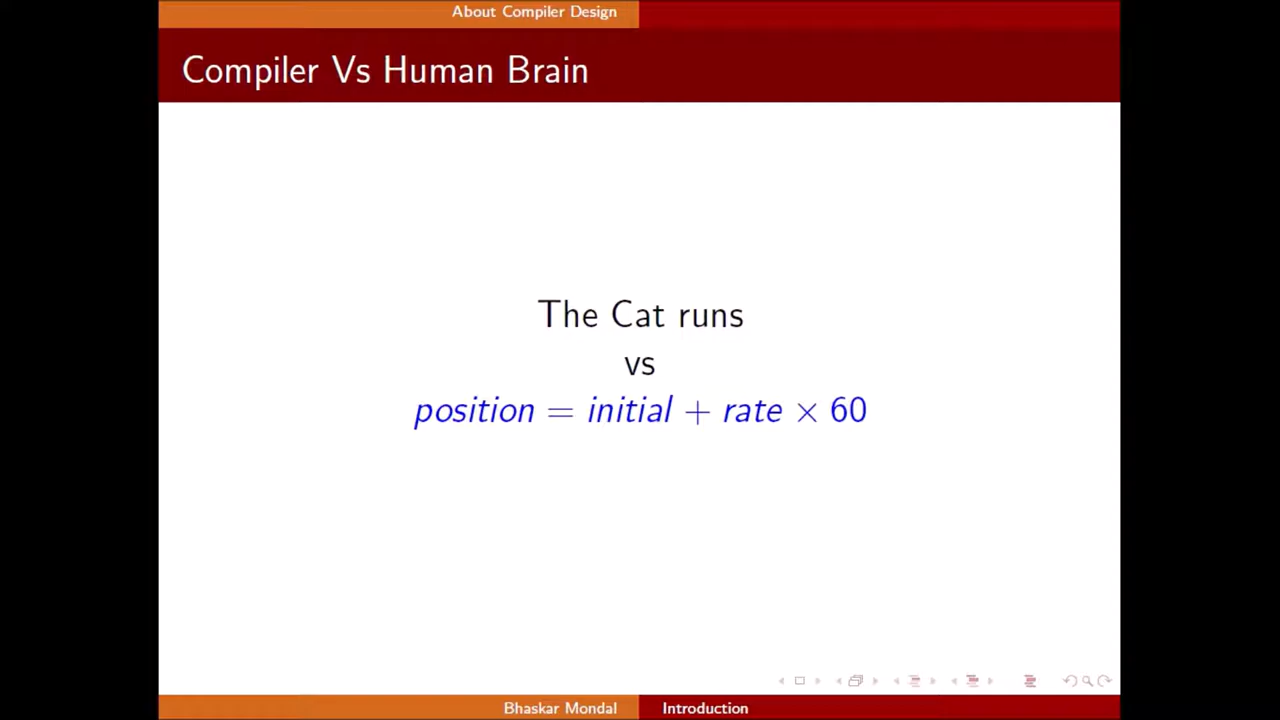 About Compiler Design
Compiler Vs Human Brain
The Cat runs
vs
position = initial + rate × 60
Bhaskar Mondal
Introduction